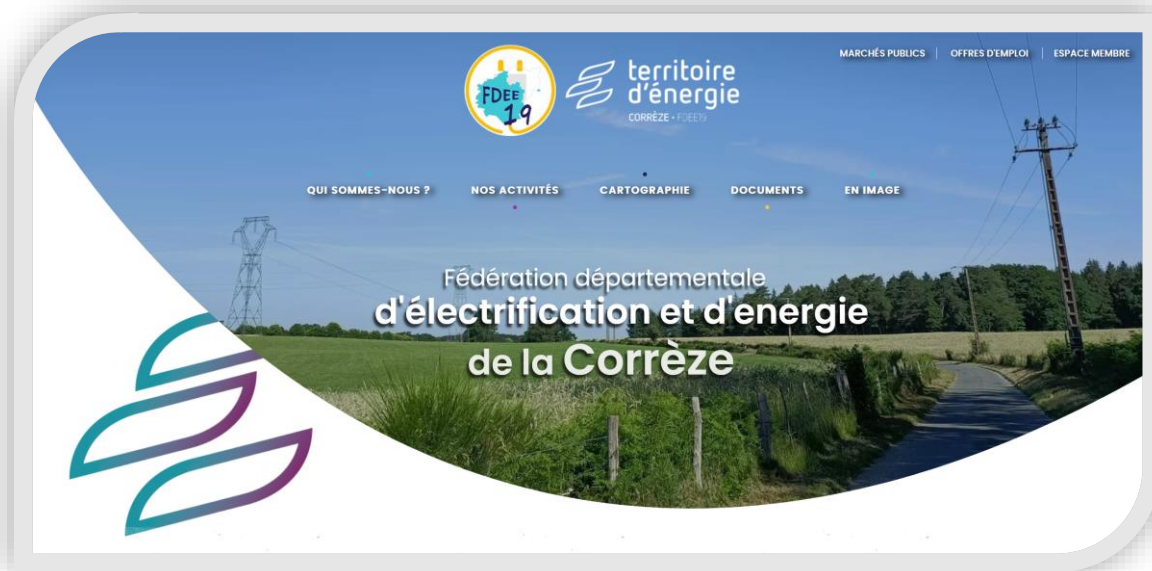 MARCHÉS PUBLICS
OFFRES D'EMPLOI
ESPACE MEMBRE
FDEE
19
territoire
d'énergie
CORRÈZE • FDEE19
QUI SOMMES-NOUS ?
NOS ACTIVITÉS
CARTOGRAPHIE
DOCUMENTS
EN IMAGE
Fédération départementale
d'électrification et d'energie
de la Corrèze